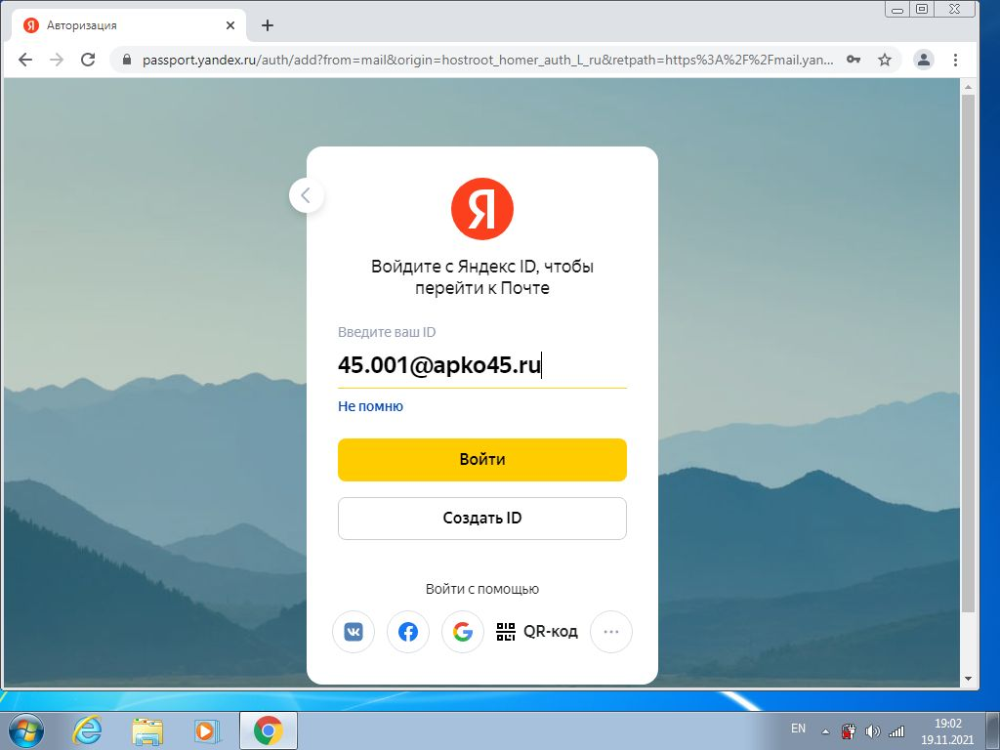 Авторизация
passport.yandex.ru/auth/add?from=mail&origin=hostroot_homer_auth_L_ru&retpath=https%3A%2F%2Fmail.yan...
Я
Войдите с Яндекс ID, чтобы
перейти к Почте
Введите ваш ID
45.001@apko45.ru
Не помню
Войти
Создать ID
Войти с помощью
QR-код
EN
19:02
19.11.2021